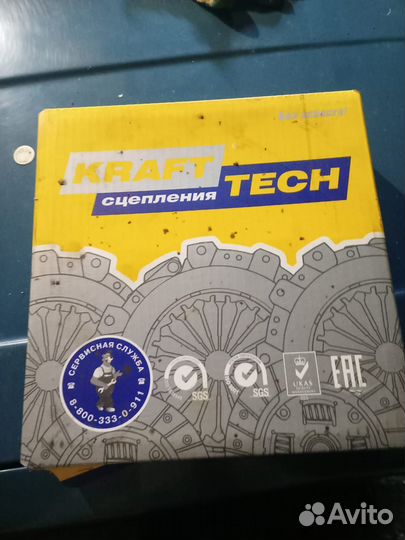 KRAFT
TECH
сцепления
СЕРВИСНАЯ СЛУЖБА
8-800-333-0-911
SGS
SGS
UKAS
EAC
Avito